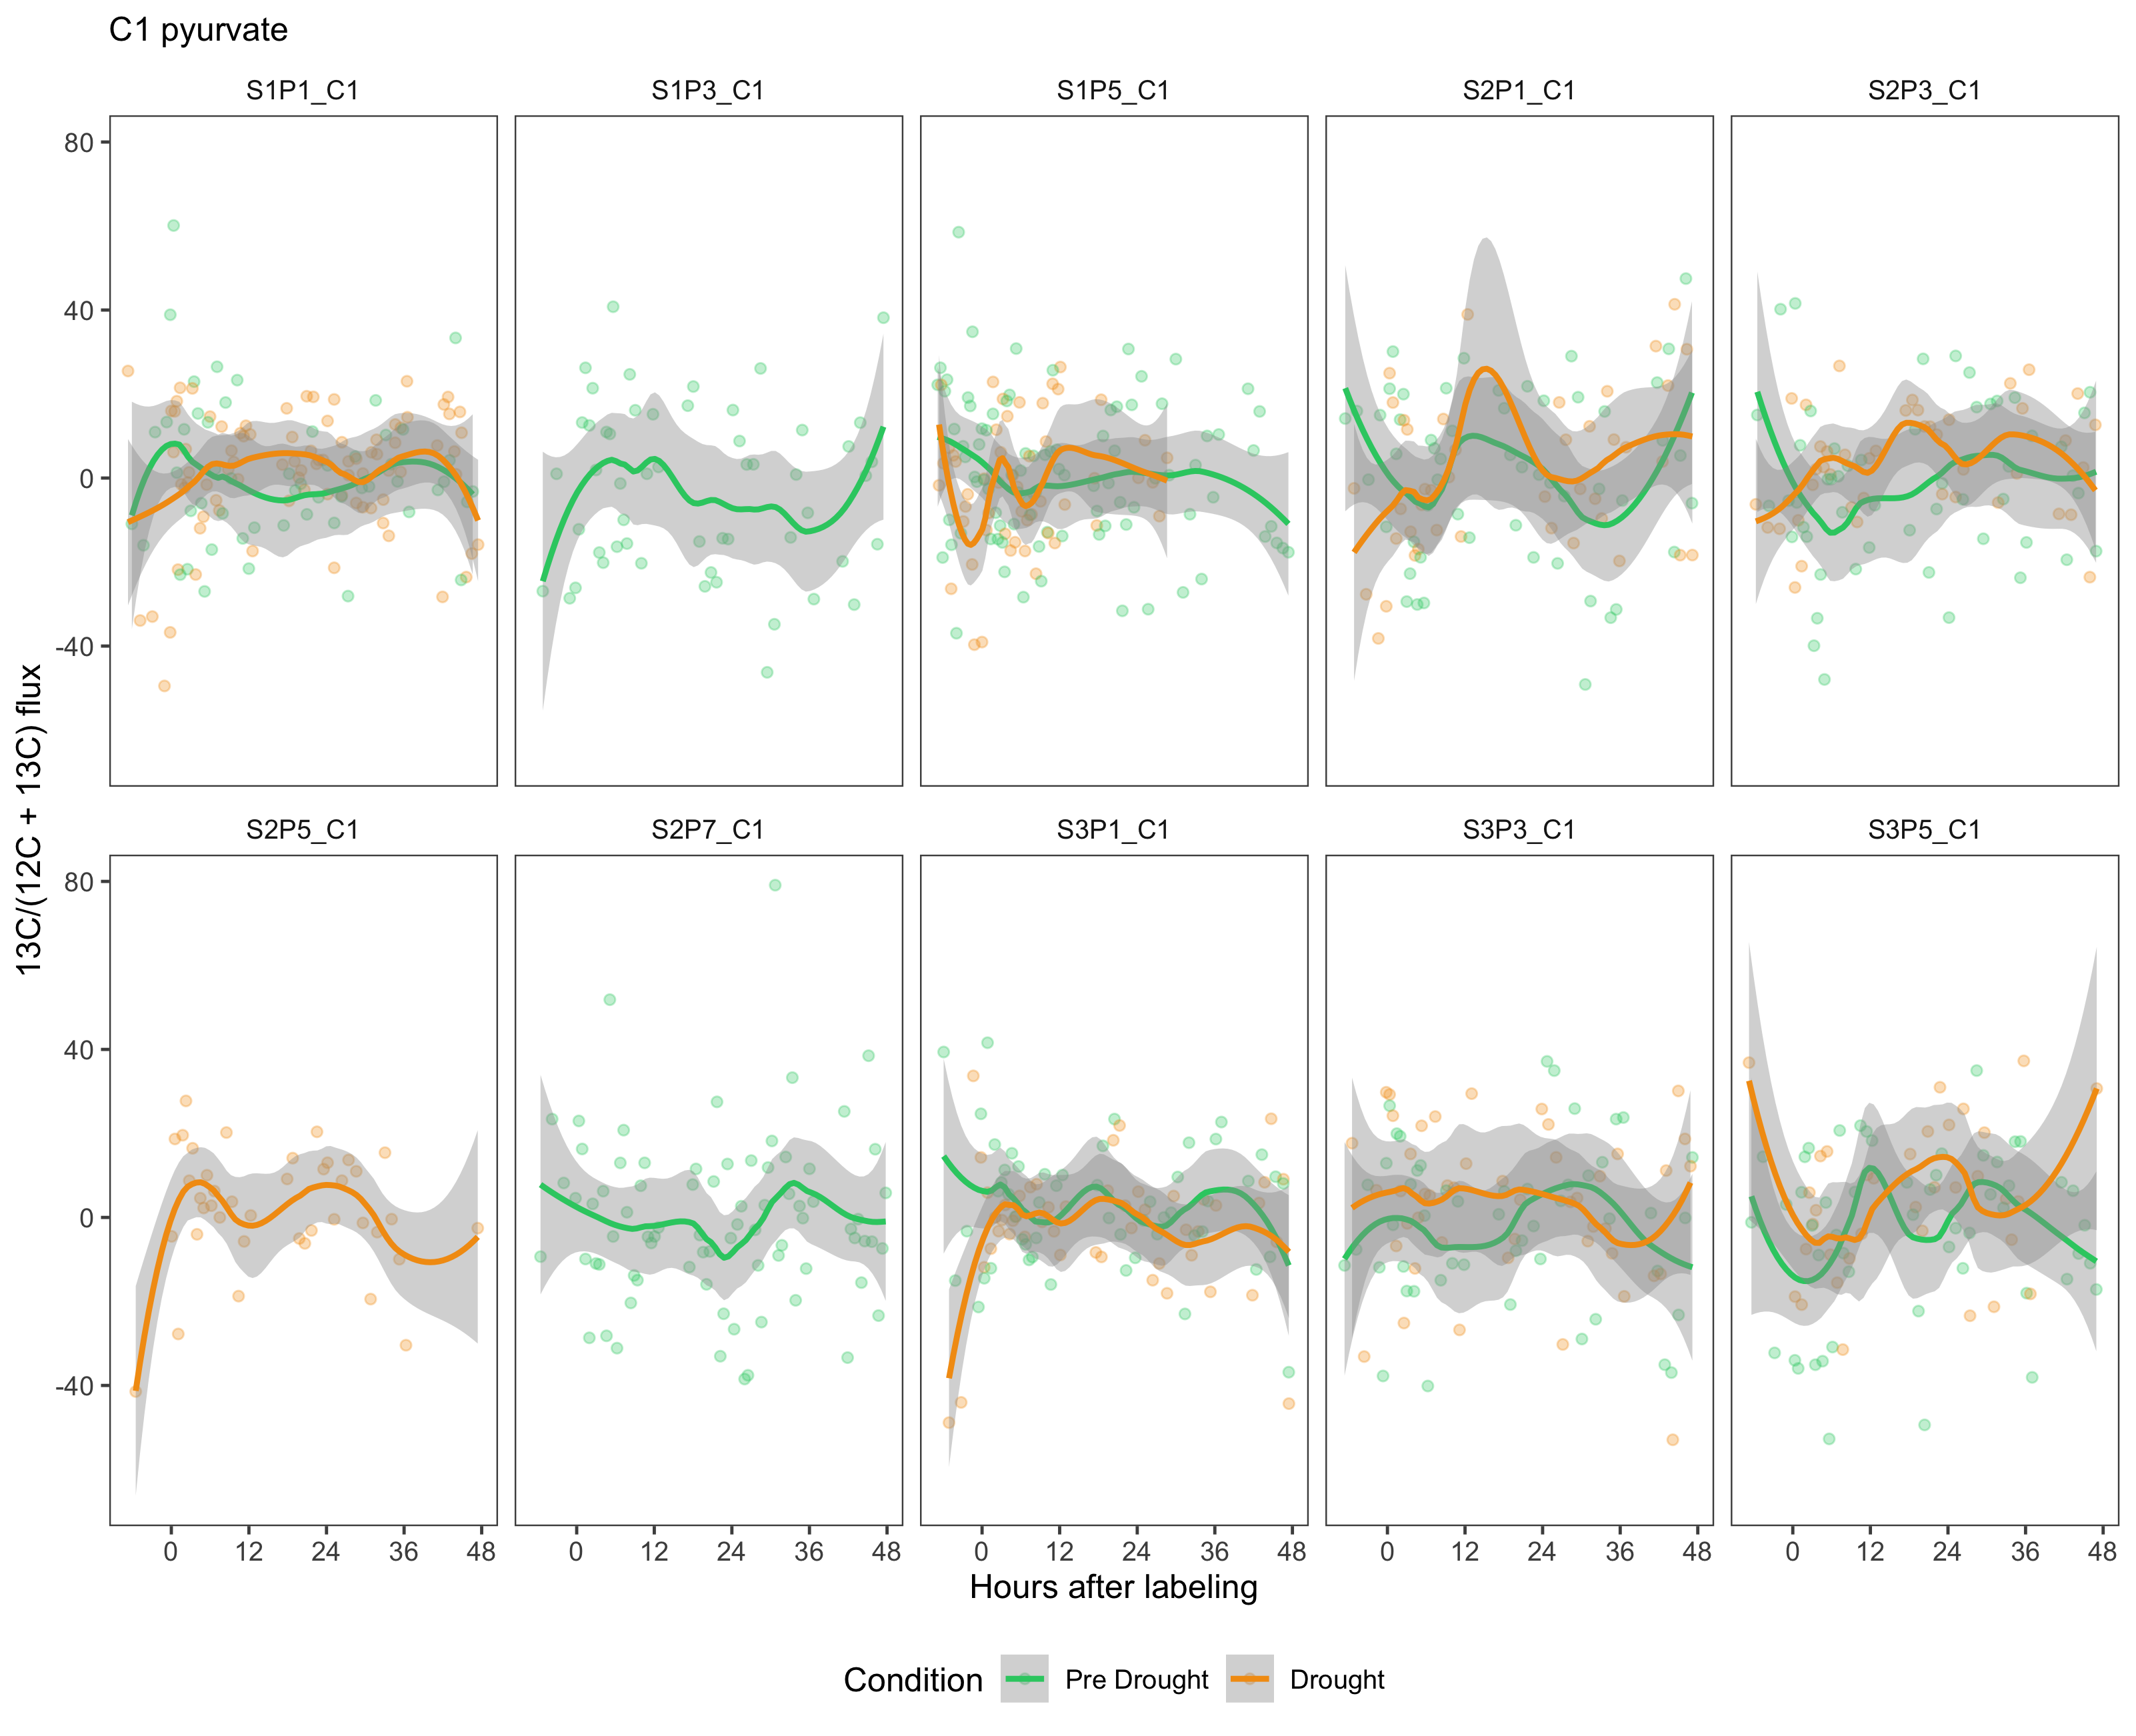 C1 pyurvate
S1P1_C1 S1P3_C1 S1P5_C1 S2P1_C1 S2P3_C1
80
40
0
-40
13C/(12C + 13C) flux
S2P5_C1 S2P7_C1 S3P1_C1 S3P3_C1 S3P5_C1
80
40
0
-40
0 12 24 36 48 0 12 24 36 48 0 12 24 36 48 0 12 24 36 48 0 12 24 36 48
Hours after labeling
Condition Pre Drought Drought